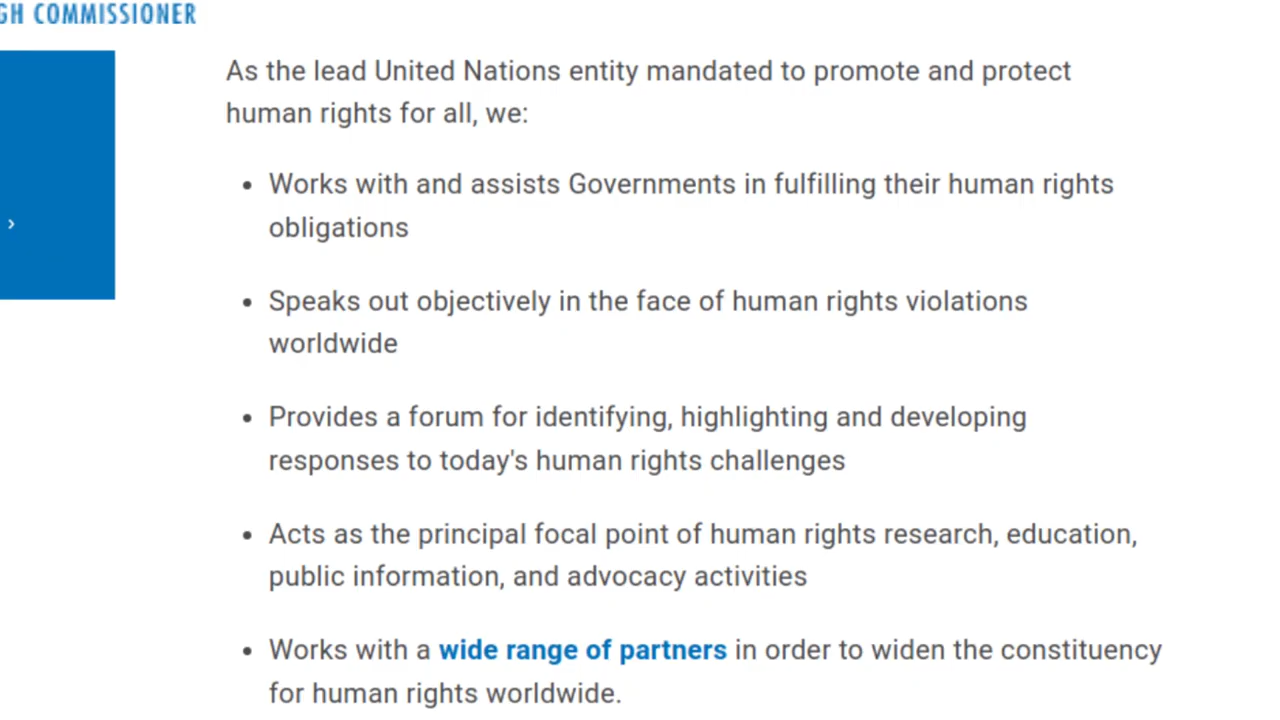 GH COMMISSIONER
As the lead United Nations entity mandated to promote and protect
human rights for all, we:
• Works with and assists Governments in fulfilling their human rights
obligations
• Speaks out objectively in the face of human rights violations
worldwide
• Provides a forum for identifying, highlighting and developing
responses to today's human rights challenges
• Acts as the principal focal point of human rights research, education,
public information, and advocacy activities
• Works with a wide range of partners in order to widen the constituency
for human rights worldwide.